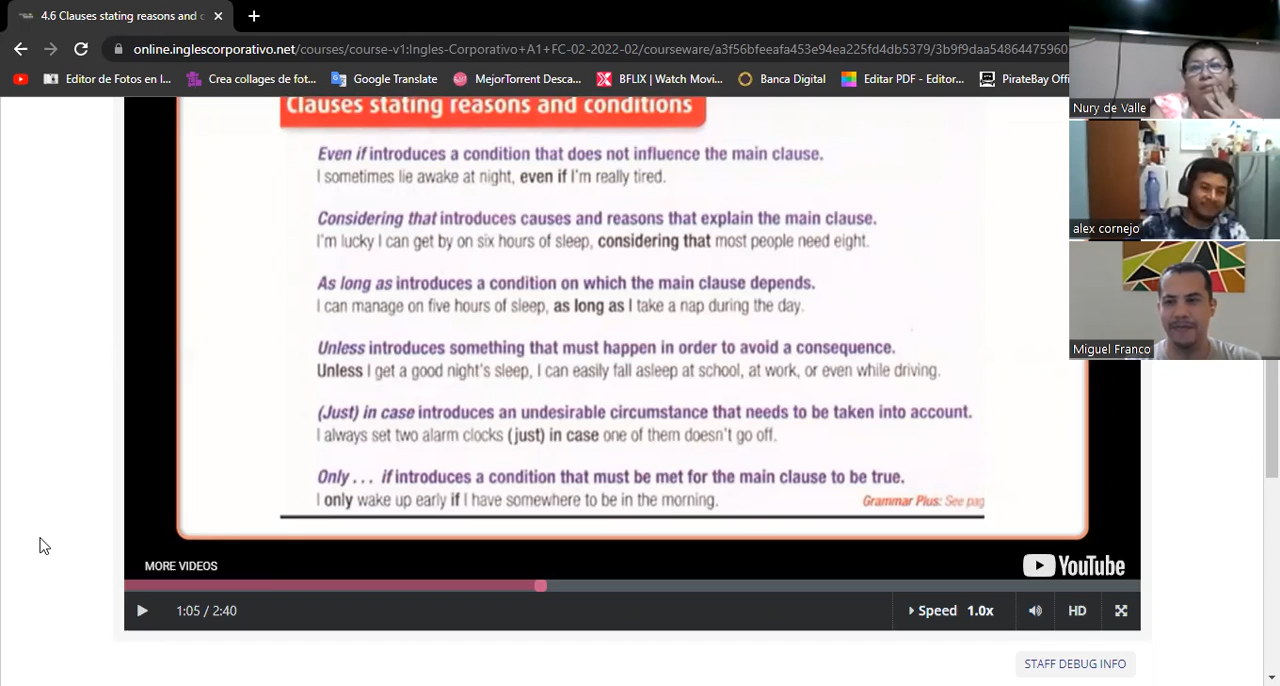 4.6 Clauses stating reasons and c
online.inglescorporativo.net/courses/course-v1:Ingles-Corporativo+A1+FC-02-2022-02/courseware/a3f56bfeeafa453e94ea225fd4db5379/3b9f9daa54864475960
Editor de Fotos en l... Crea collages de fot... Google Translate MejorTorrent Desca... BFLIX | Watch Movi... Banca Digital Editar PDF - Editor... PirateBay Offi
Nury de Valle
alex cornejo
Miguel Franco
Clauses stating reasons and conditions
Even if introduces a condition that does not influence the main clause.
I sometimes lie awake at night, even if I'm really tired.
Considering that introduces causes and reasons that explain the main clause.
I'm lucky I can get by on six hours of sleep, considering that most people need eight.
As long as introduces a condition on which the main clause depends.
I can manage on five hours of sleep, as long as I take a nap during the day.
Unless introduces something that must happen in order to avoid a consequence.
Unless I get a good night's sleep, I can easily fall asleep at school, at work, or even while driving.
(Just) in case introduces an undesirable circumstance that needs to be taken into account.
I always set two alarm clocks (just) in case one of them doesn't go off.
Only . . . if introduces a condition that must be met for the main clause to be true.
I only wake up early if I have somewhere to be in the morning.
Grammar Plus: See pag
MORE VIDEOS
YouTube
1:05 / 2:40
Speed 1.0x
HD
STAFF DEBUG INFO